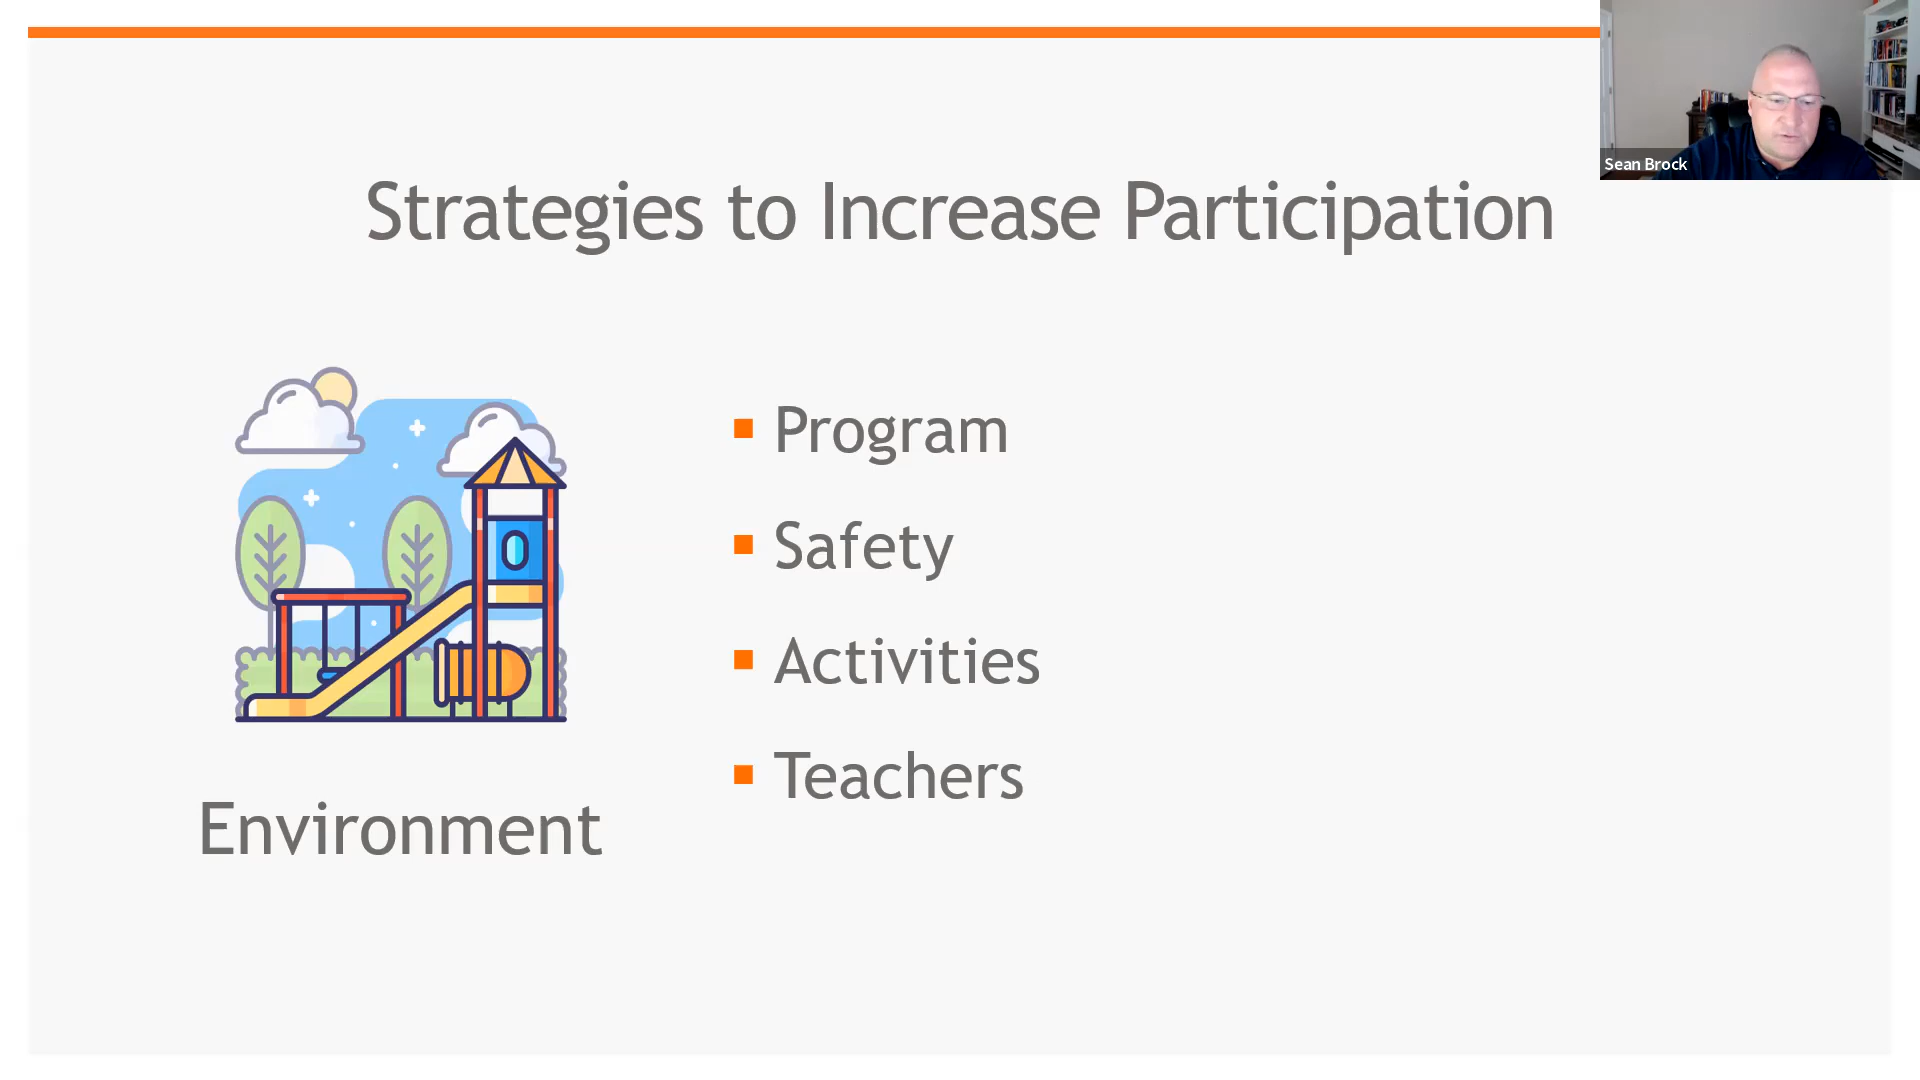 Sean Brock
Strategies to Increase Participation
Program
Safety
Activities
Teachers
Environment